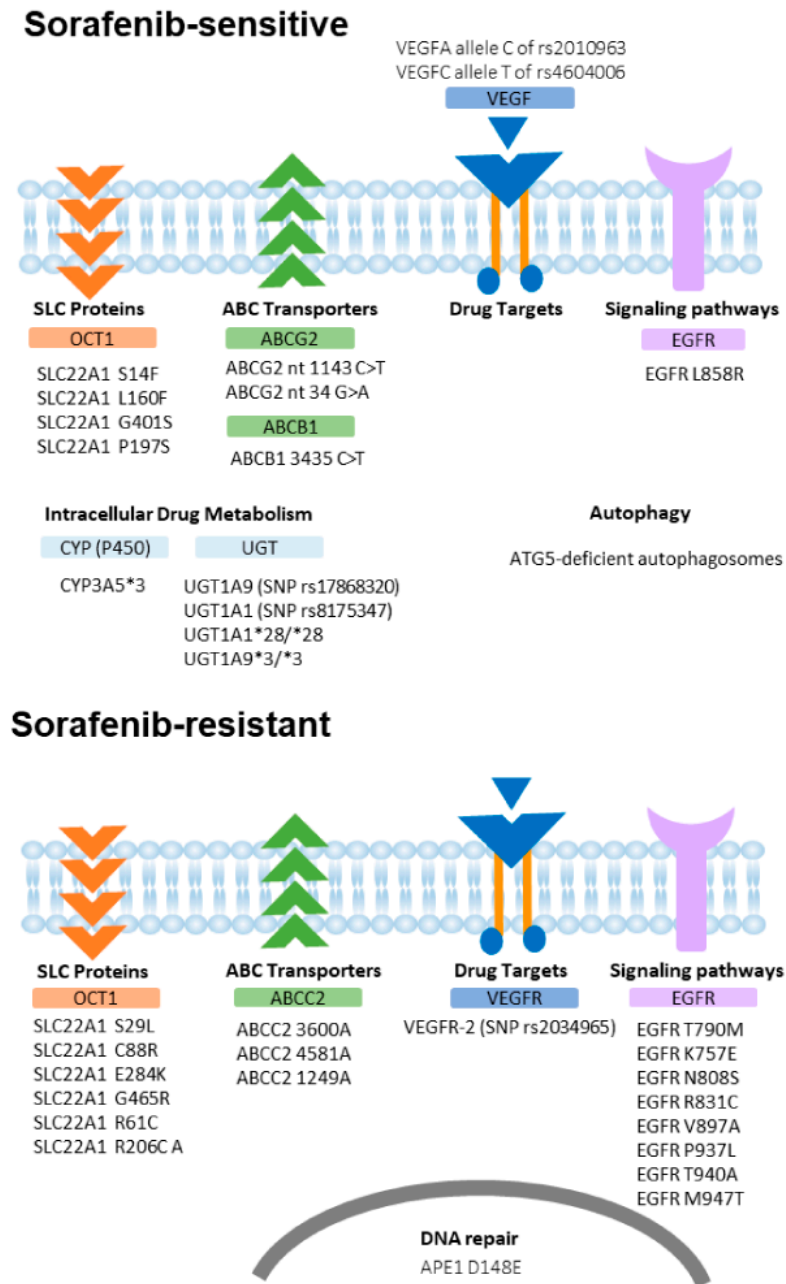 Sorafenib-sensitive
VEGFA allele C of rs2010963
VEGFC allele T of rs4604006
VEGF
SLC Proteins
OCT1
SLC22A1 S14F
SLC22A1 L160F
SLC22A1 G401S
SLC22A1 P197S
ABC Transporters
ABCG2
ABCG2 nt 1143 C>T
ABCG2 nt 34 G>A
ABCB1
ABCB1 3435 C>T
Drug Targets
Signaling pathways
EGFR
EGFR L858R
Intracellular Drug Metabolism
CYP (P450)
CYP3A5*3
UGT
UGT1A9 (SNP rs17868320)
UGT1A1 (SNP rs8175347)
UGT1A1*28/*28
UGT1A9*3/*3
Autophagy
ATG5-deficient autophagosomes
Sorafenib-resistant
SLC Proteins
OCT1
SLC22A1 S29L
SLC22A1 C88R
SLC22A1 E284K
SLC22A1 G465R
SLC22A1 R61C
SLC22A1 R206C A
ABC Transporters
ABCC2
ABCC2 3600A
ABCC2 4581A
ABCC2 1249A
Drug Targets
VEGFR
VEGFR-2 (SNP rs2034965)
Signaling pathways
EGFR
EGFR T790M
EGFR K757E
EGFR N808S
EGFR R831C
EGFR V897A
EGFR P937L
EGFR T940A
EGFR M947T
DNA repair
APE1 D148E